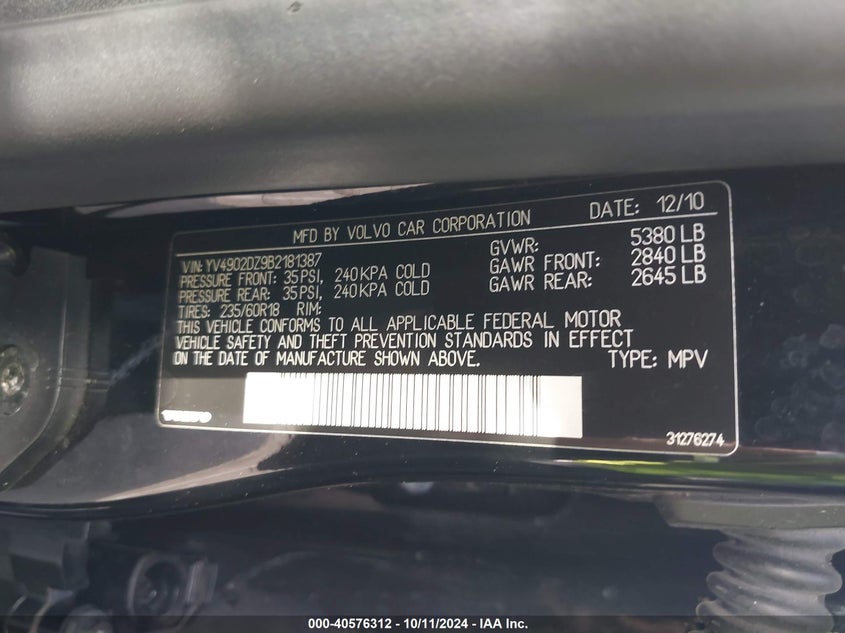 MFD BY VOLVO CAR CORPORATION DATE: 12/10
VIN: YV4902DZ9B2181387 GVWR: 5380 LB
PRESSURE FRONT: 35PSI, 240KPA COLD GAWR FRONT: 2840 LB
PRESSURE REAR: 35PSI, 240KPA COLD GAWR REAR: 2645 LB
TIRES: 235/60R18 RIM:
THIS VEHICLE CONFORMS TO ALL APPLICABLE FEDERAL MOTOR
VEHICLE SAFETY AND THEFT PREVENTION STANDARDS IN EFFECT
ON THE DATE OF MANUFACTURE SHOWN ABOVE. TYPE: MPV
VOLVO
31276274
000-40576312 - 10/11/2024 - IAA Inc.